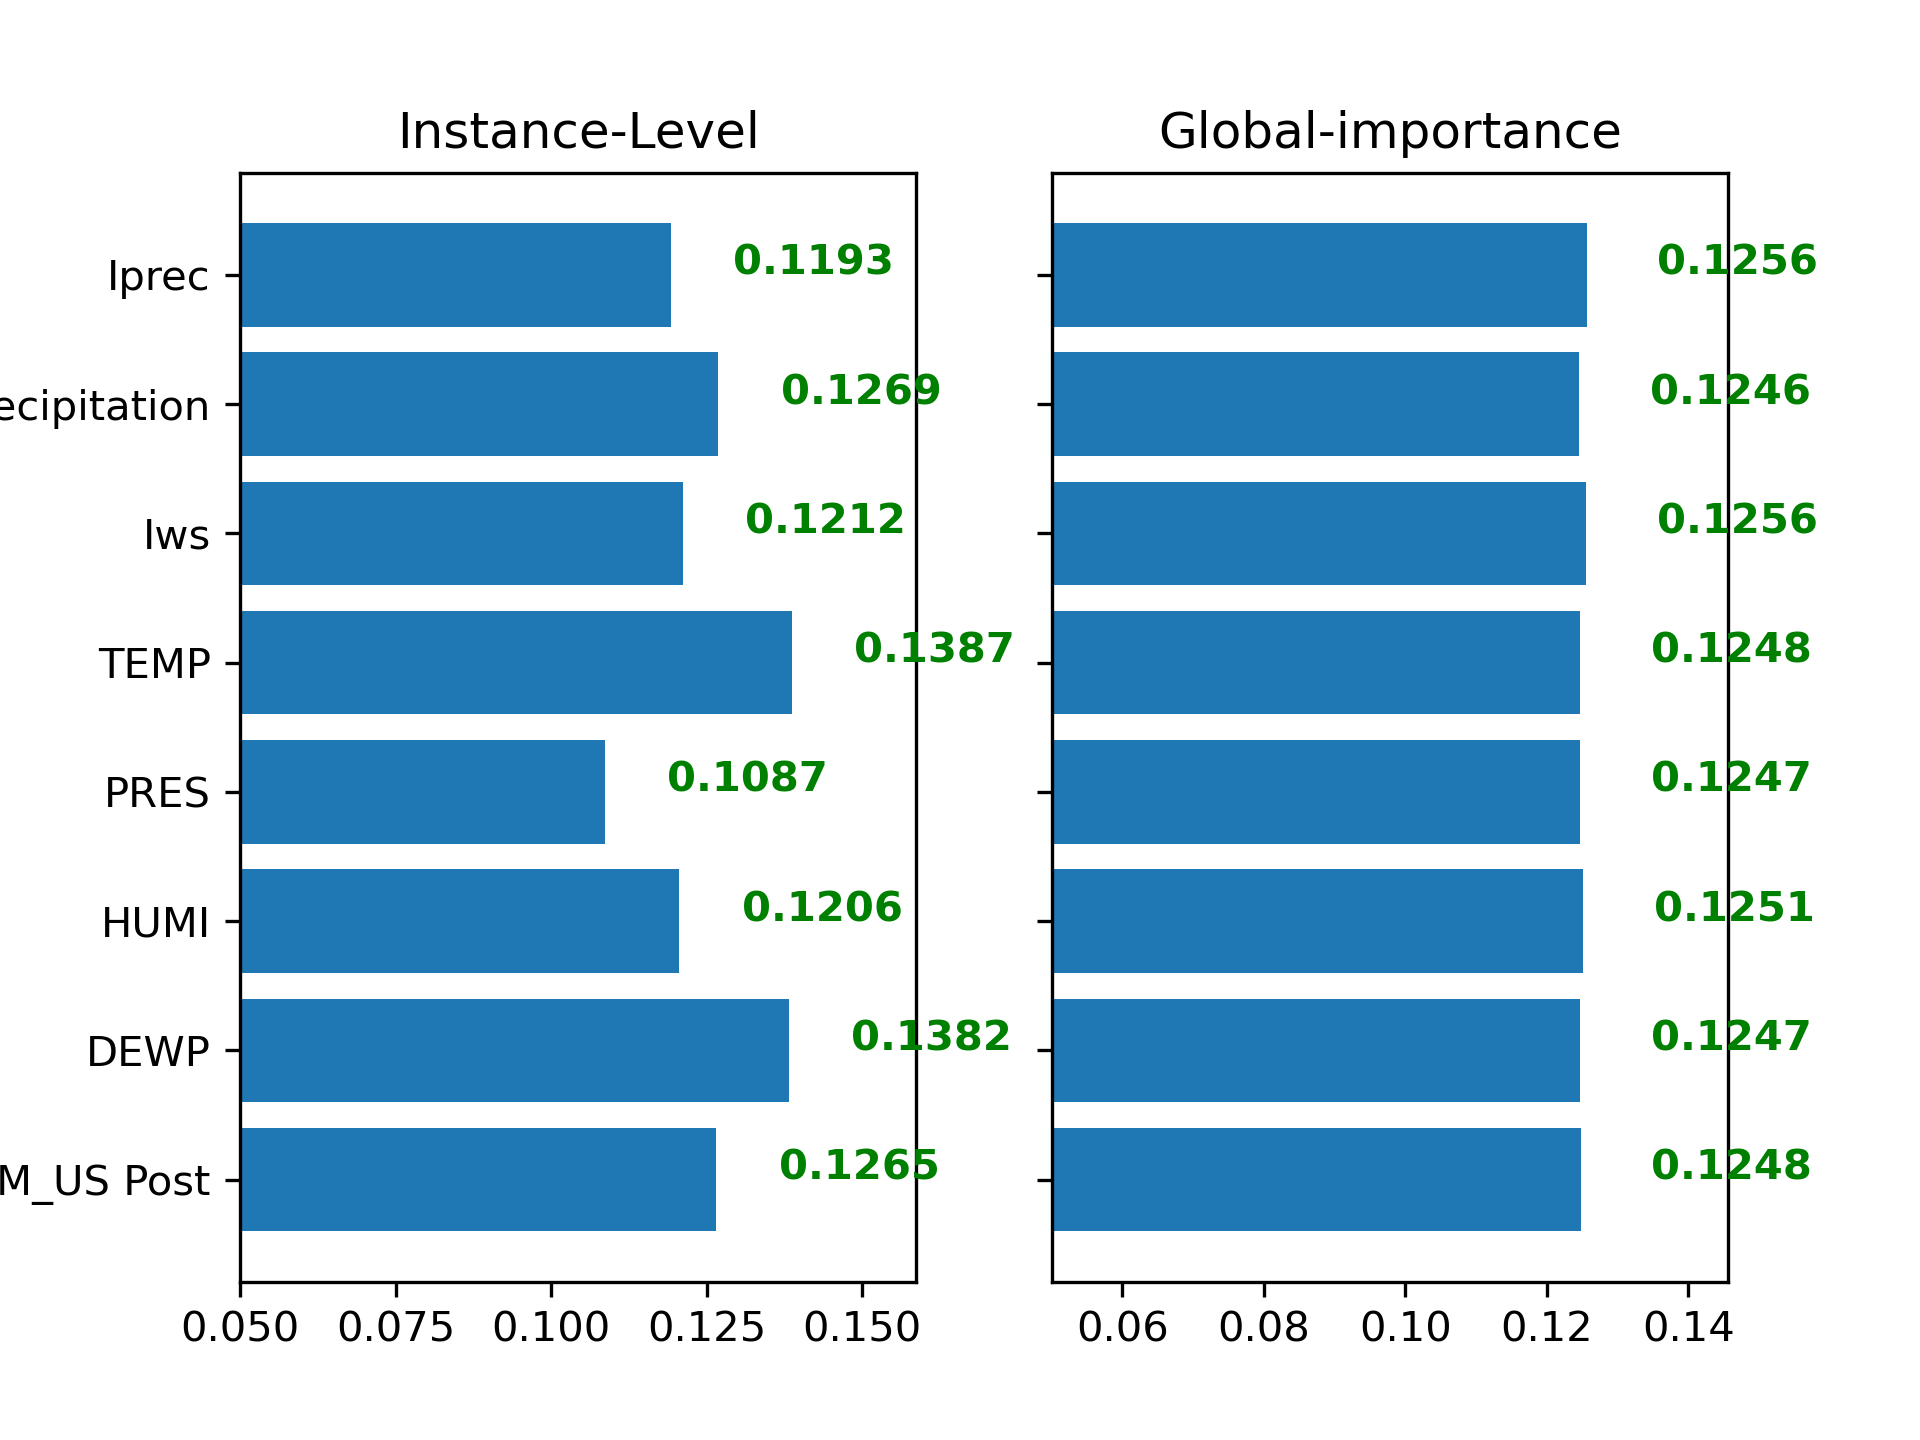 Instance-Level Global-importance
Iprec 0.1193 0.1256
ecipitation 0.1269 0.1246
Iws 0.1212 0.1256
TEMP 0.1387 0.1248
PRES 0.1087 0.1247
HUMI 0.1206 0.1251
DEWP 0.1382 0.1247
M_US Post 0.1265 0.1248
0.050 0.075 0.100 0.125 0.150 0.06 0.08 0.10 0.12 0.14